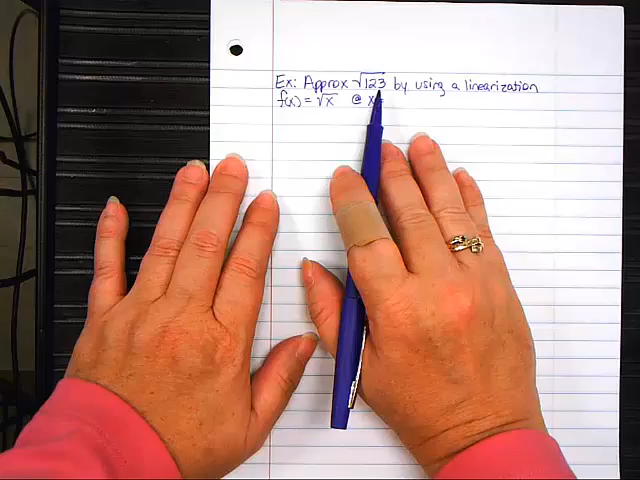 Ex: Approx √123 by using a linearization
f(x) = √x @ x =